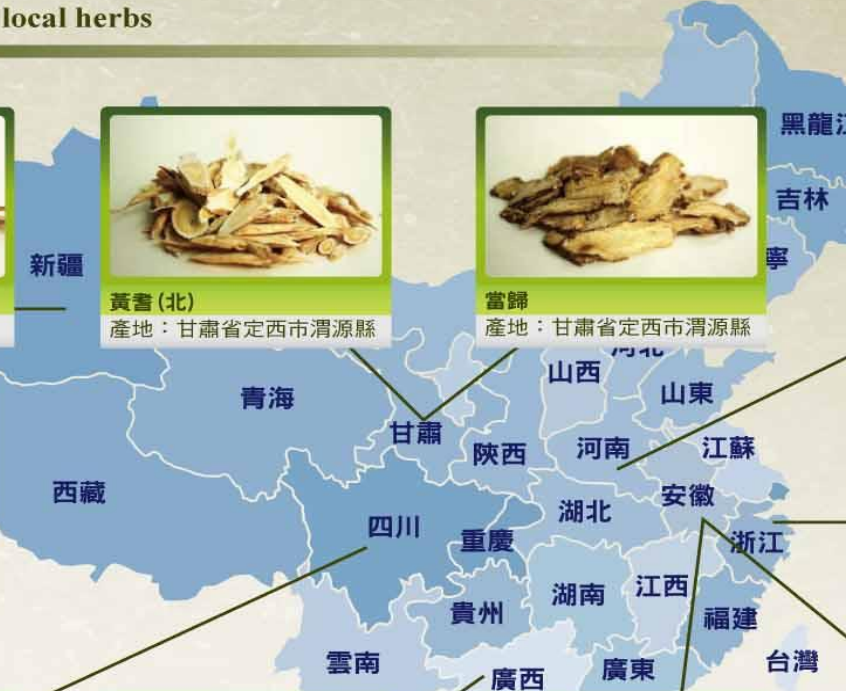 local herbs
黑龍江
吉林
寧
新疆
黃耆(北)
產地：甘肅省定西市渭源縣
當歸
產地：甘肅省定西市渭源縣
河北
山西
山東
青海
甘肅
陝西
河南
江蘇
西藏
安徽
湖北
四川
重慶
浙江
湖南
江西
貴州
福建
雲南
廣西
廣東
台灣